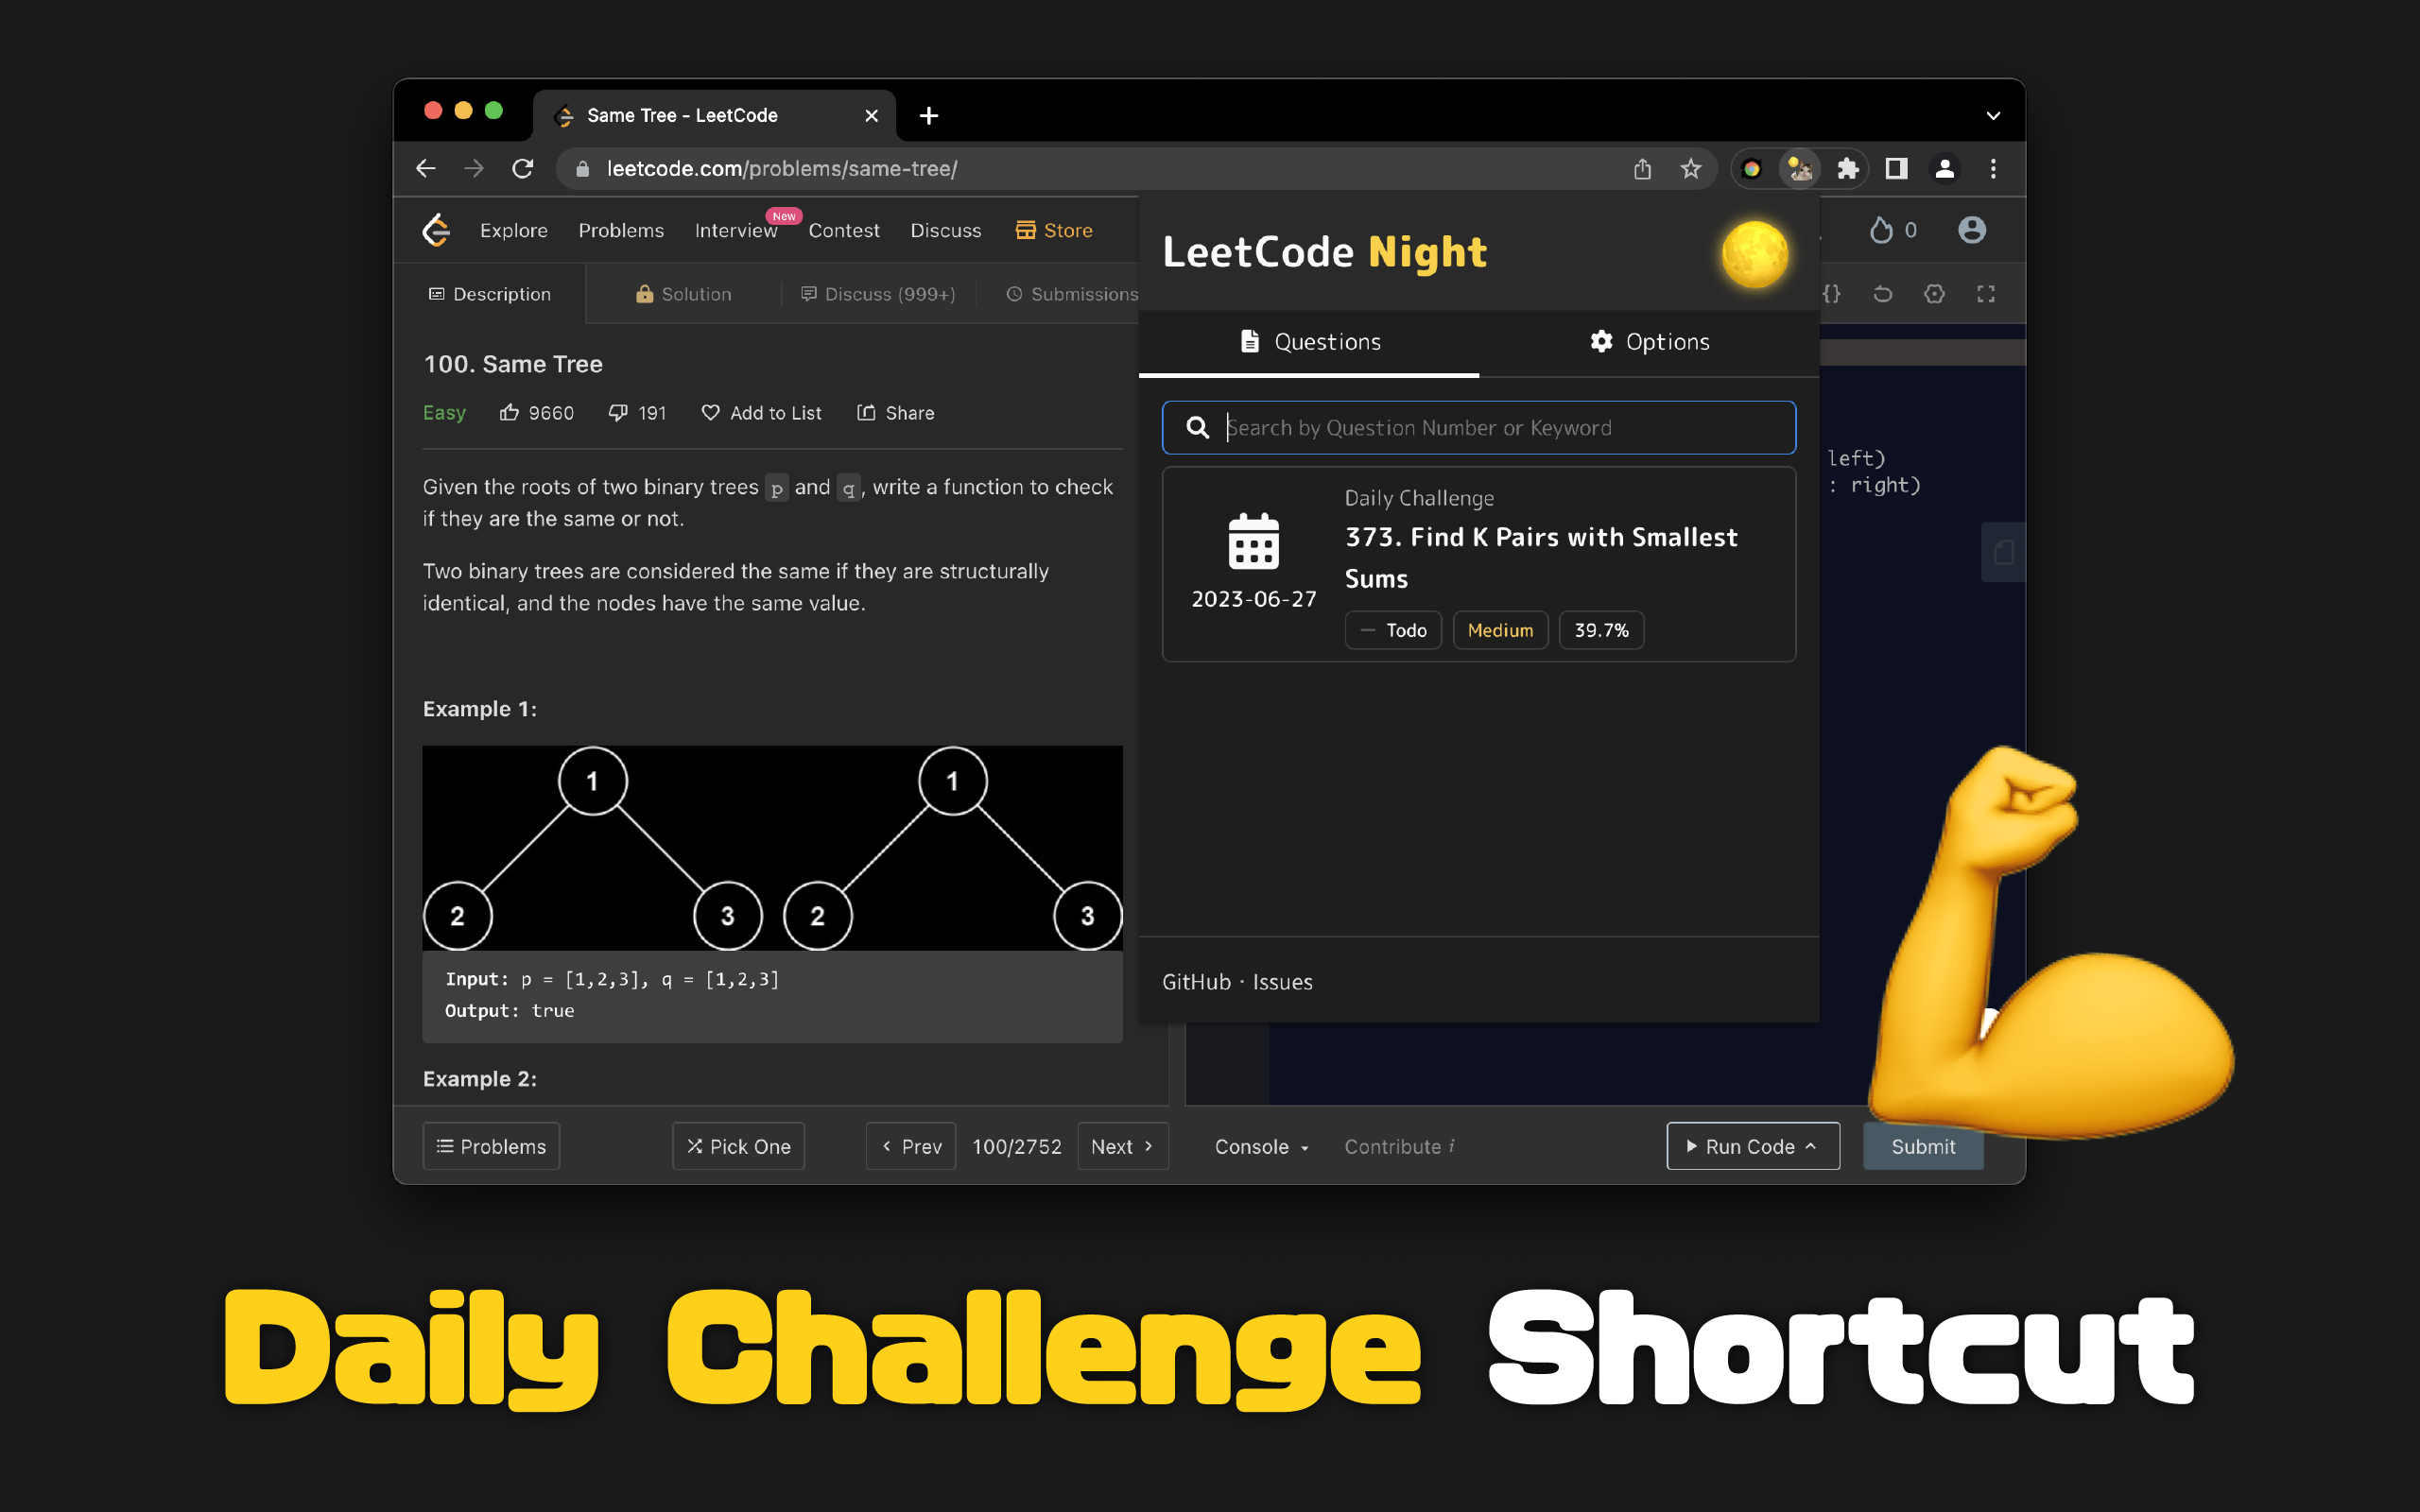 Same Tree - LeetCode
leetcode.com/problems/same-tree/
Explore Problems Interview New Contest Discuss Store
0
Description Solution Discuss (999+) Submissions
{}
100. Same Tree
Easy 9660 191 Add to List Share
Given the roots of two binary trees p and q, write a function to check
if they are the same or not.
Two binary trees are considered the same if they are structurally
identical, and the nodes have the same value.
Example 1:
1 1
2 3 2 3
Input: p = [1,2,3], q = [1,2,3]
Output: true
Example 2:
LeetCode Night
Questions Options
Search by Question Number or Keyword
Daily Challenge
373. Find K Pairs with Smallest
Sums
2023-06-27
Todo Medium 39.7%
GitHub · Issues
left)
: right)
Problems Pick One Prev 100/2752 Next Console Contribute i Run Code Submit
Daily Challenge Shortcut